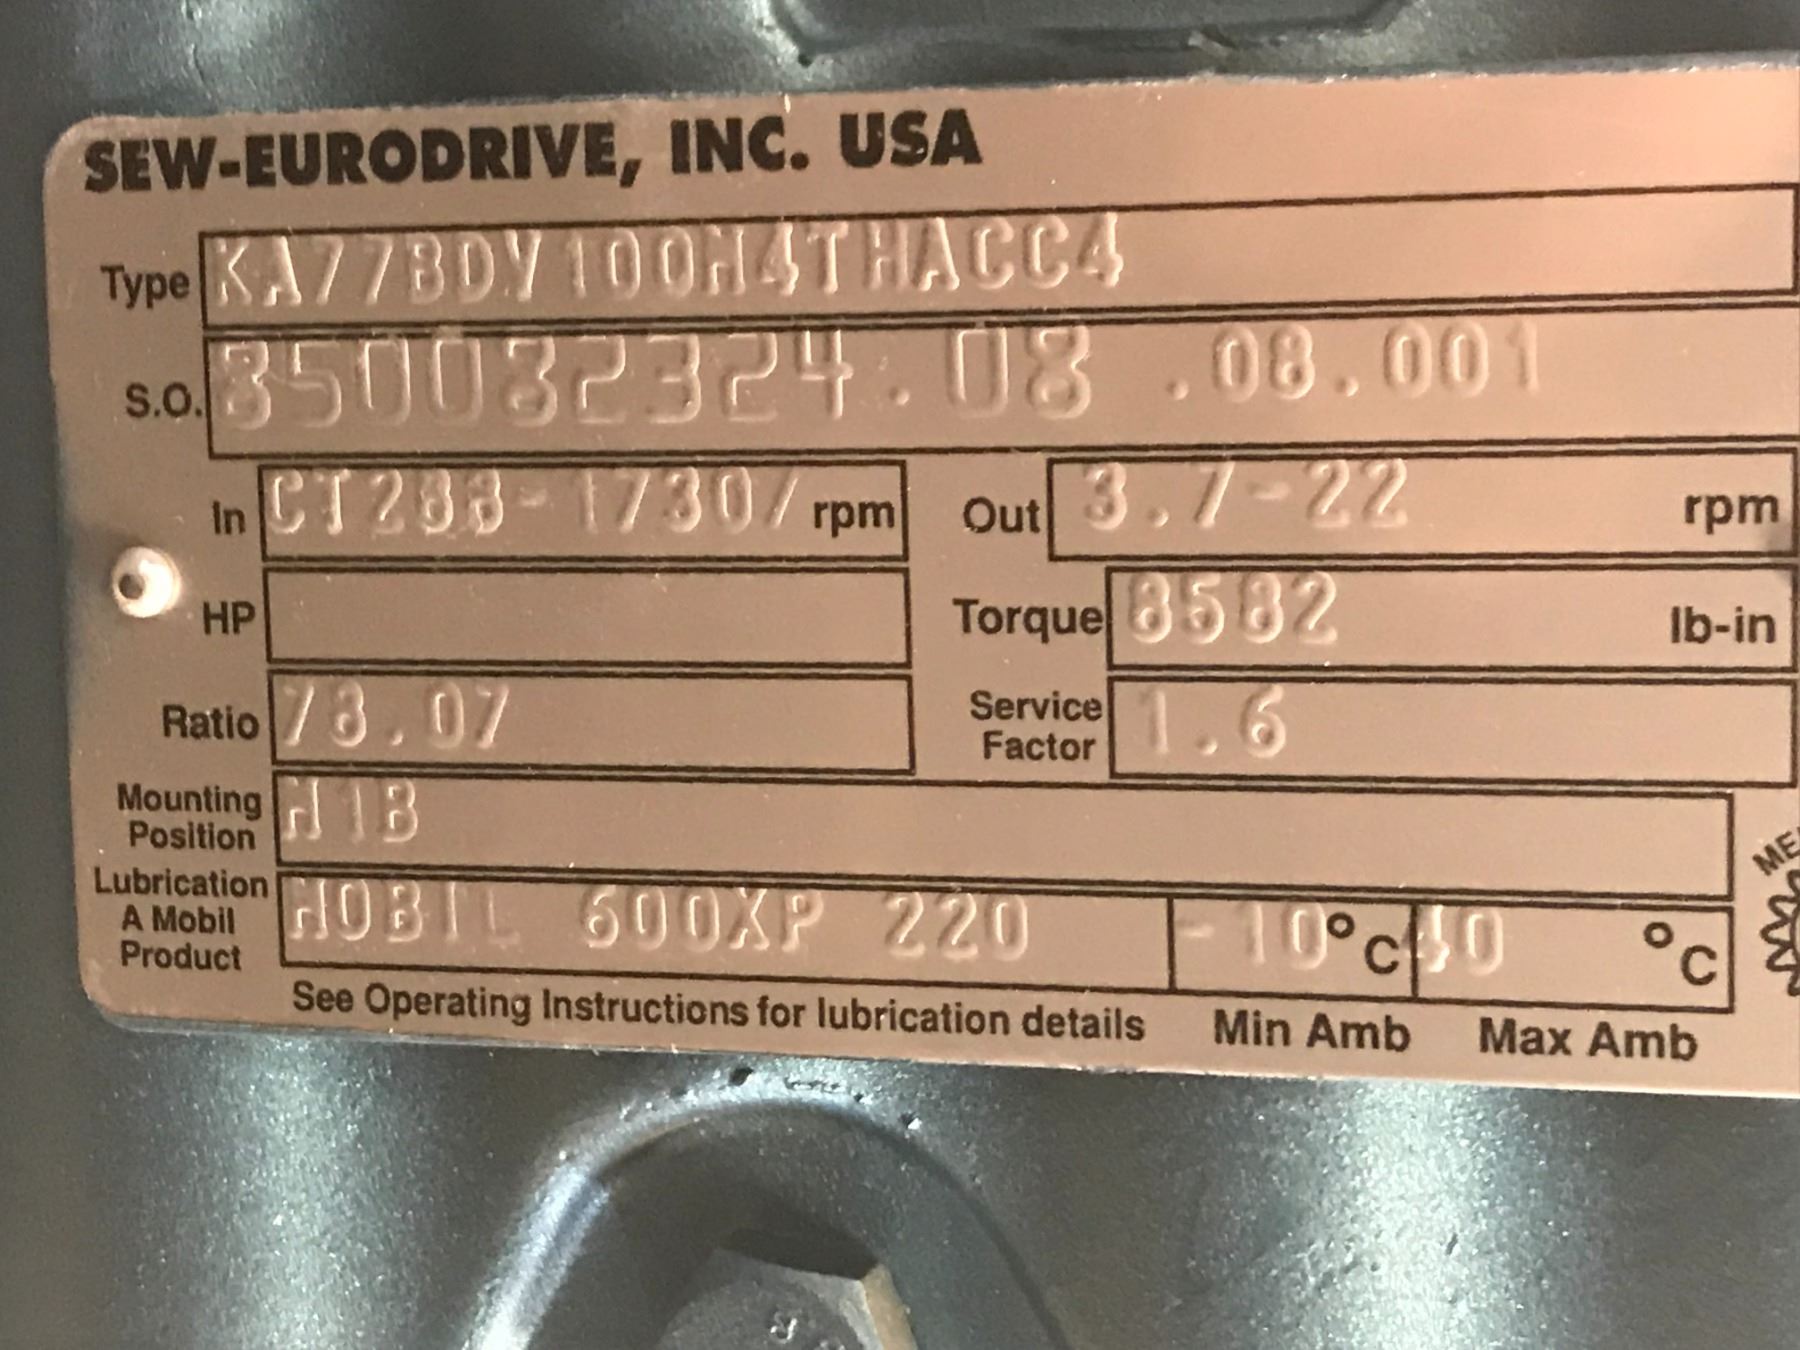 SEW-EURODRIVE, INC. USA
Type KA77BDV100M4THACC4
S.O. 850082324.08 .08.001
In CT288-1730/ rpm Out 3.7-22 rpm
HP Torque 8582 lb-in
Ratio 78.07 Service Factor 1.6
Mounting Position M1B
Lubrication A Mobil Product MOBIL 600XP 220 -10°C 40 °C
See Operating Instructions for lubrication details Min Amb Max Amb